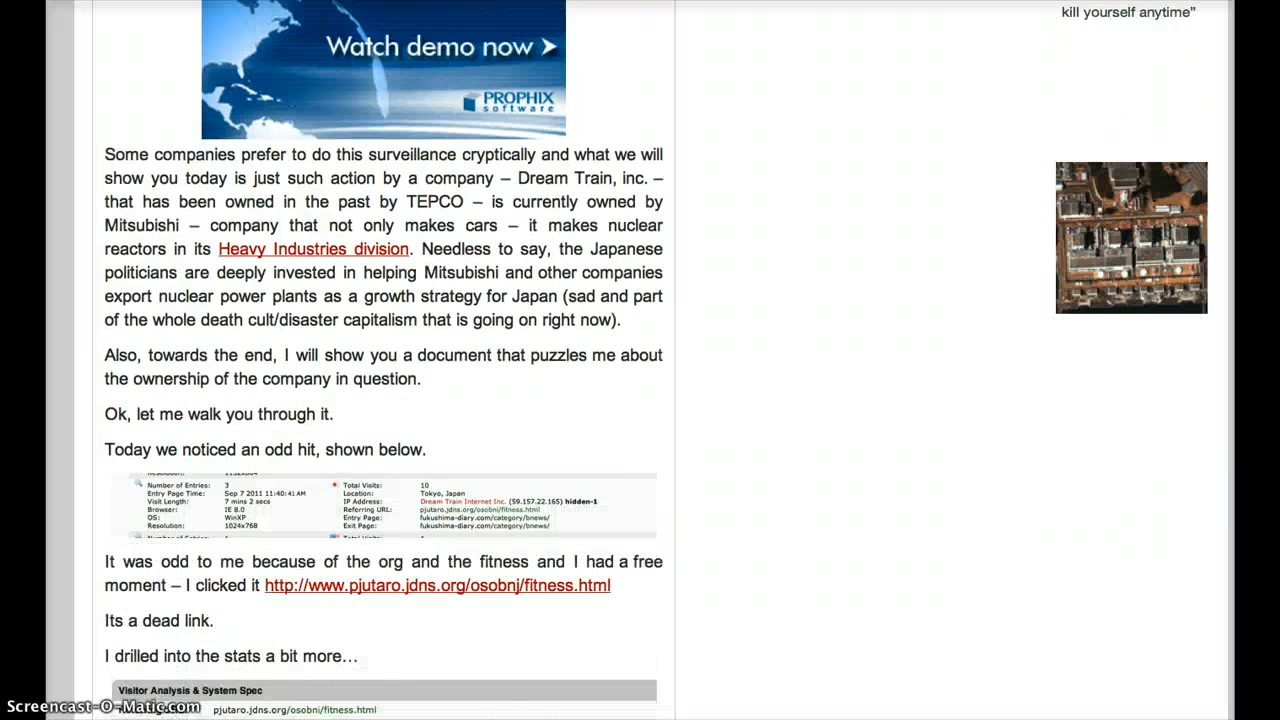 kill yourself anytime”
Watch demo now
PROPHIX
software
Some companies prefer to do this surveillance cryptically and what we will
show you today is just such action by a company – Dream Train, inc. –
that has been owned in the past by TEPCO – is currently owned by
Mitsubishi – company that not only makes cars – it makes nuclear
reactors in its Heavy Industries division. Needless to say, the Japanese
politicians are deeply invested in helping Mitsubishi and other companies
export nuclear power plants as a growth strategy for Japan (sad and part
of the whole death cult/disaster capitalism that is going on right now).
Also, towards the end, I will show you a document that puzzles me about
the ownership of the company in question.
Ok, let me walk you through it.
Today we noticed an odd hit, shown below.
Number of Entries: 3 Total Visits: 10
Entry Page Time: Sep 7 2011 11:40:41 AM Location: Tokyo, Japan
Visit Length: 7 mins 2 secs IP Address: Dream Train Internet Inc. (59.157.22.165) hidden-1
Browser: IE 8.0 Referring URL: pjutaro.jdns.org/osobni/fitness.html
OS: WinXP Entry Page: fukushima-diary.com/category/bnews/
Resolution: 1024x768 Exit Page: fukushima-diary.com/category/bnews/
It was odd to me because of the org and the fitness and I had a free
moment – I clicked it http://www.pjutaro.jdns.org/osobnj/fitness.html
Its a dead link.
I drilled into the stats a bit more…
Visitor Analysis & System Spec
pjutaro.jdns.org/osobni/fitness.html
Screencast-O-Matic.com